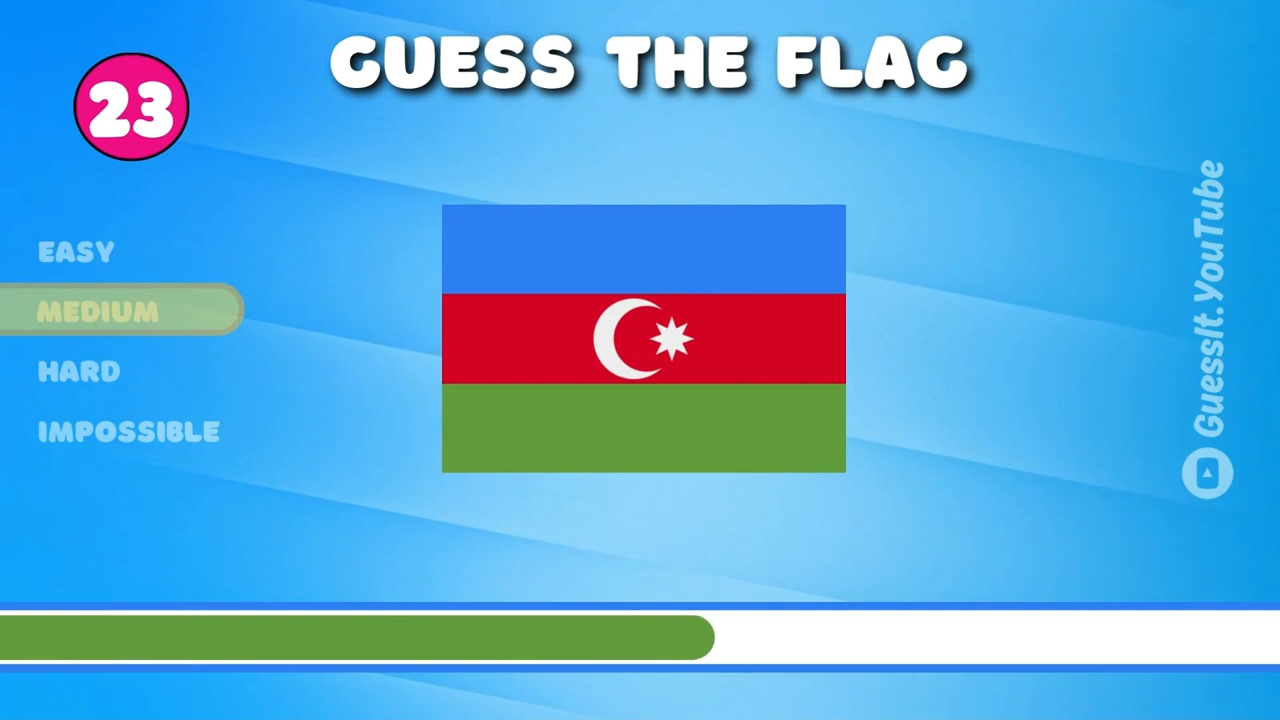 GUESS THE FLAG
23
EASY
MEDIUM
HARD
IMPOSSIBLE
GuessIt.YouTube